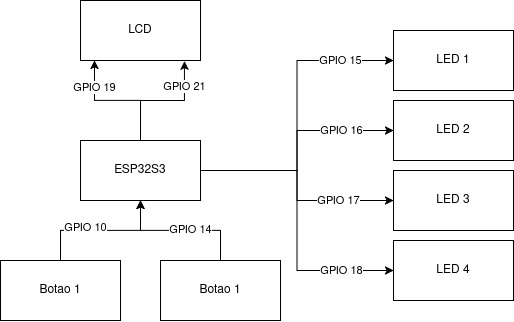 LCD
GPIO 19
GPIO 21
ESP32S3
GPIO 10
GPIO 14
Botao 1
Botao 1
GPIO 15
LED 1
GPIO 16
LED 2
GPIO 17
LED 3
GPIO 18
LED 4